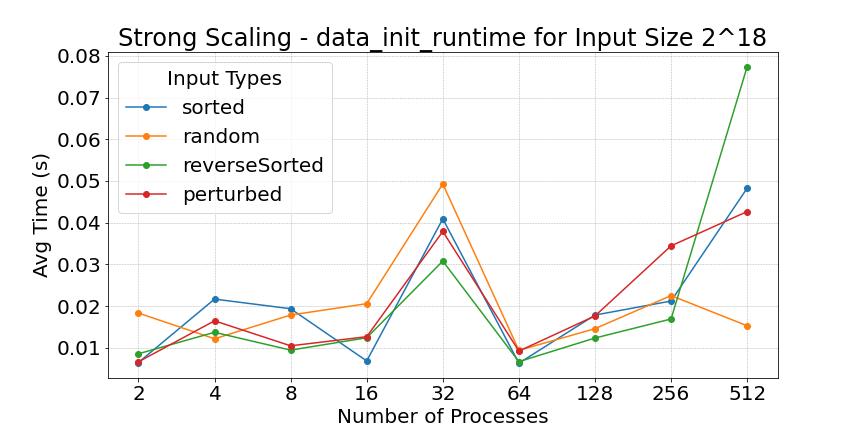 Strong Scaling - data_init_runtime for Input Size 2^18
0.08
0.07
0.06
0.05
0.04
0.03
0.02
0.01
Avg Time (s)
Input Types
sorted
random
reverseSorted
perturbed
2 4 8 16 32 64 128 256 512
Number of Processes